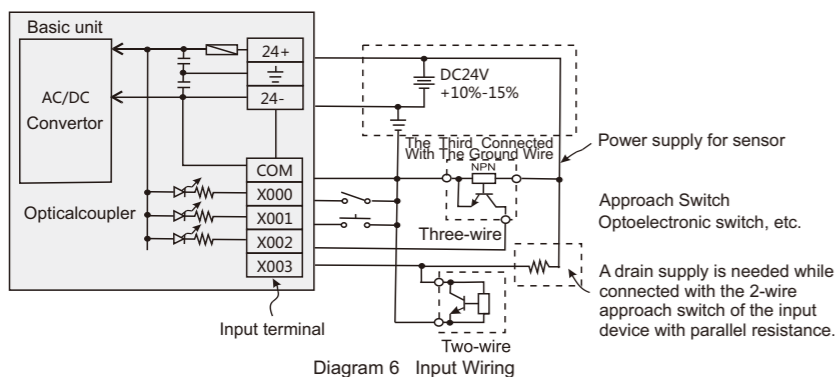 Basic unit
AC/DC
Convertor
24+
24-
COM
X000
X001
X002
X003
Opticalcoupler
Input terminal
DC24V
+10%-15%
The Third Connected
With The Ground Wire
NPN
Three-wire
Two-wire
Power supply for sensor
Approach Switch
Optoelectronic switch, etc.
A drain supply is needed while
connected with the 2-wire
approach switch of the input
device with parallel resistance.
Diagram 6 Input Wiring